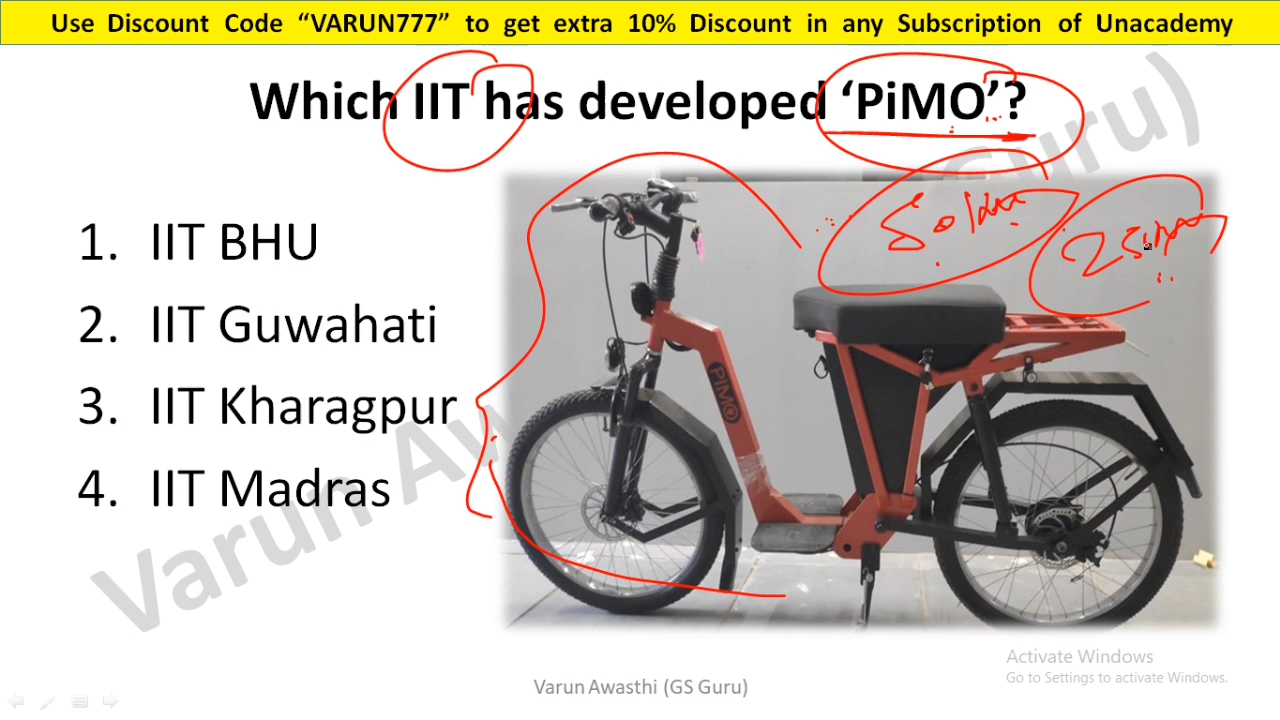 Use Discount Code “VARUN777” to get extra 10% Discount in any Subscription of Unacademy
Which IIT has developed ‘PiMO’?
1. IIT BHU
2. IIT Guwahati
3. IIT Kharagpur
4. IIT Madras
PIMO
Activate Windows
Go to Settings to activate Windows.
Varun Awasthi (GS Guru)